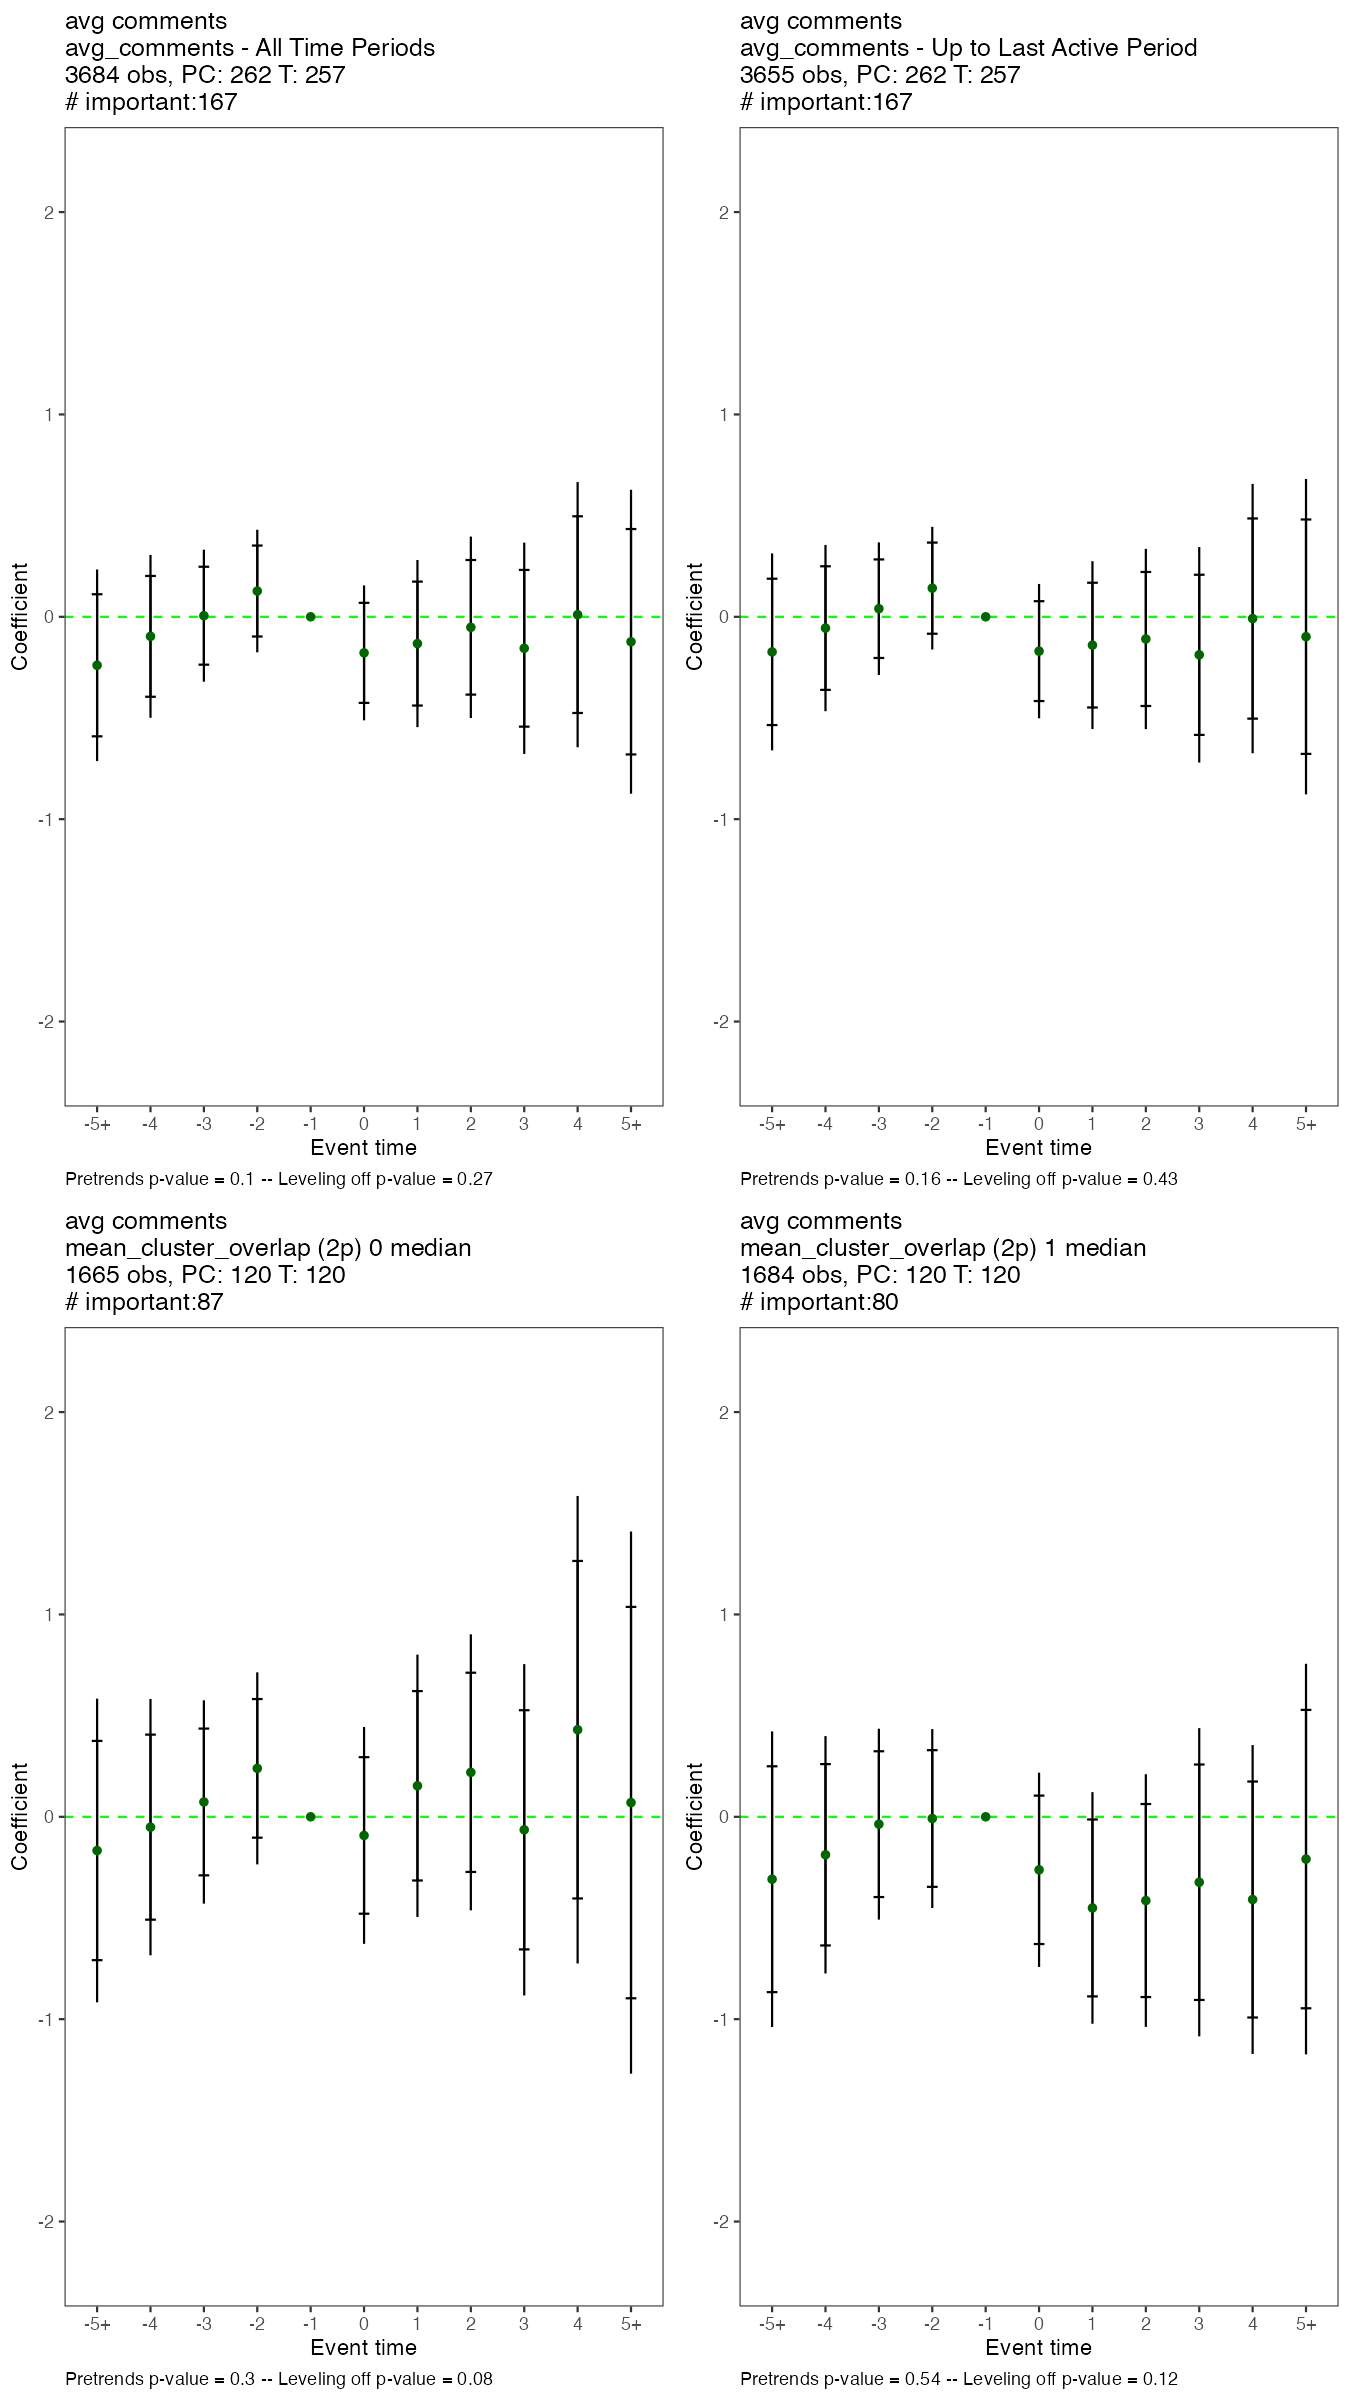 avg comments
avg_comments - All Time Periods
3684 obs, PC: 262 T: 257
# important:167
2
1
0
-1
-2
Coefficient
-5+ -4 -3 -2 -1 0 1 2 3 4 5+
Event time
Pretrends p-value = 0.1 -- Leveling off p-value = 0.27
avg comments
avg_comments - Up to Last Active Period
3655 obs, PC: 262 T: 257
# important:167
2
1
0
-1
-2
Coefficient
-5+ -4 -3 -2 -1 0 1 2 3 4 5+
Event time
Pretrends p-value = 0.16 -- Leveling off p-value = 0.43
avg comments
mean_cluster_overlap (2p) 0 median
1665 obs, PC: 120 T: 120
# important:87
2
1
0
-1
-2
Coefficient
-5+ -4 -3 -2 -1 0 1 2 3 4 5+
Event time
Pretrends p-value = 0.3 -- Leveling off p-value = 0.08
avg comments
mean_cluster_overlap (2p) 1 median
1684 obs, PC: 120 T: 120
# important:80
2
1
0
-1
-2
Coefficient
-5+ -4 -3 -2 -1 0 1 2 3 4 5+
Event time
Pretrends p-value = 0.54 -- Leveling off p-value = 0.12